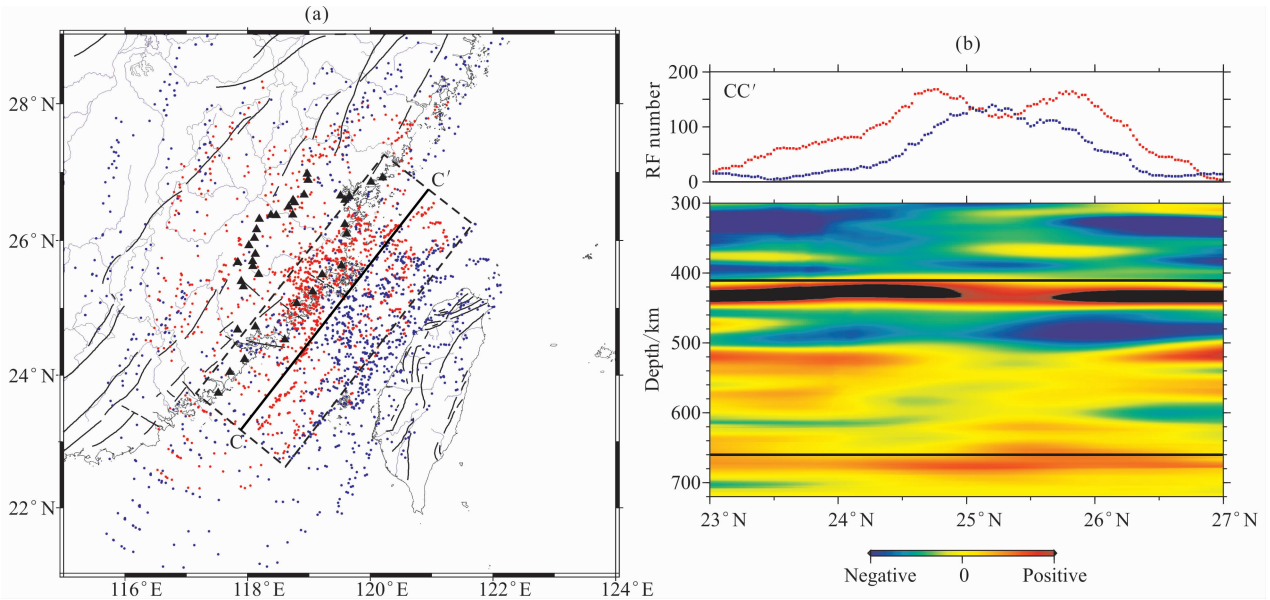 (a)
28°N
26°N
24°N
22°N
116°E 118°E 120°E 122°E 124°E
C′
C
(b)
CC′
RF number
200
100
0
Depth/km
300
400
500
600
700
23°N 24°N 25°N 26°N 27°N
Negative 0 Positive